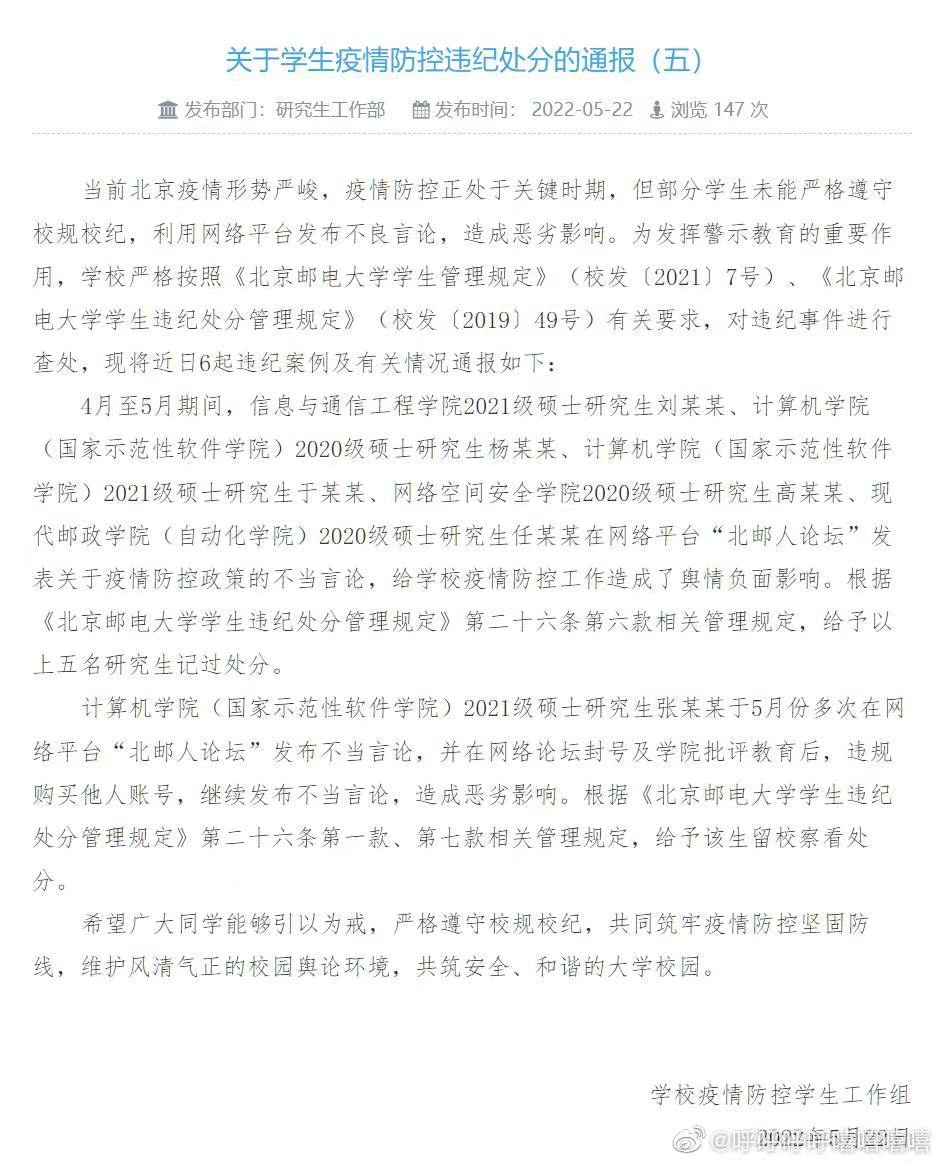 关于学生疫情防控违纪处分的通报（五）
发布部门：研究生工作部 发布时间： 2022-05-22 浏览 147 次
当前北京疫情形势严峻，疫情防控正处于关键时期，但部分学生未能严格遵守
校规校纪，利用网络平台发布不良言论，造成恶劣影响。为发挥警示教育的重要作
用，学校严格按照《北京邮电大学学生管理规定》（校发〔2021〕7号）、《北京邮
电大学学生违纪处分管理规定》（校发〔2019〕49号）有关要求，对违纪事件进行
查处，现将近日6起违纪案例及有关情况通报如下：
4月至5月期间，信息与通信工程学院2021级硕士研究生刘某某、计算机学院
（国家示范性软件学院）2020级硕士研究生杨某某、计算机学院（国家示范性软件
学院）2021级硕士研究生于某某、网络空间安全学院2020级硕士研究生高某某、现
代邮政学院（自动化学院）2020级硕士研究生任某某在网络平台“北邮人论坛”发
表关于疫情防控政策的不当言论，给学校疫情防控工作造成了舆情负面影响。根据
《北京邮电大学学生违纪处分管理规定》第二十六条第六款相关管理规定，给予以
上五名研究生记过处分。
计算机学院（国家示范性软件学院）2021级硕士研究生张某某于5月份多次在网
络平台“北邮人论坛”发布不当言论，并在网络论坛封号及学院批评教育后，违规
购买他人账号，继续发布不当言论，造成恶劣影响。根据《北京邮电大学学生违纪
处分管理规定》第二十六条第一款、第七款相关管理规定，给予该生留校察看处
分。
希望广大同学能够引以为戒，严格遵守校规校纪，共同筑牢疫情防控坚固防
线，维护风清气正的校园舆论环境，共筑安全、和谐的大学校园。
学校疫情防控学生工作组
2022年5月22日
@呼呼呼呼嘻嘻嘻嘻